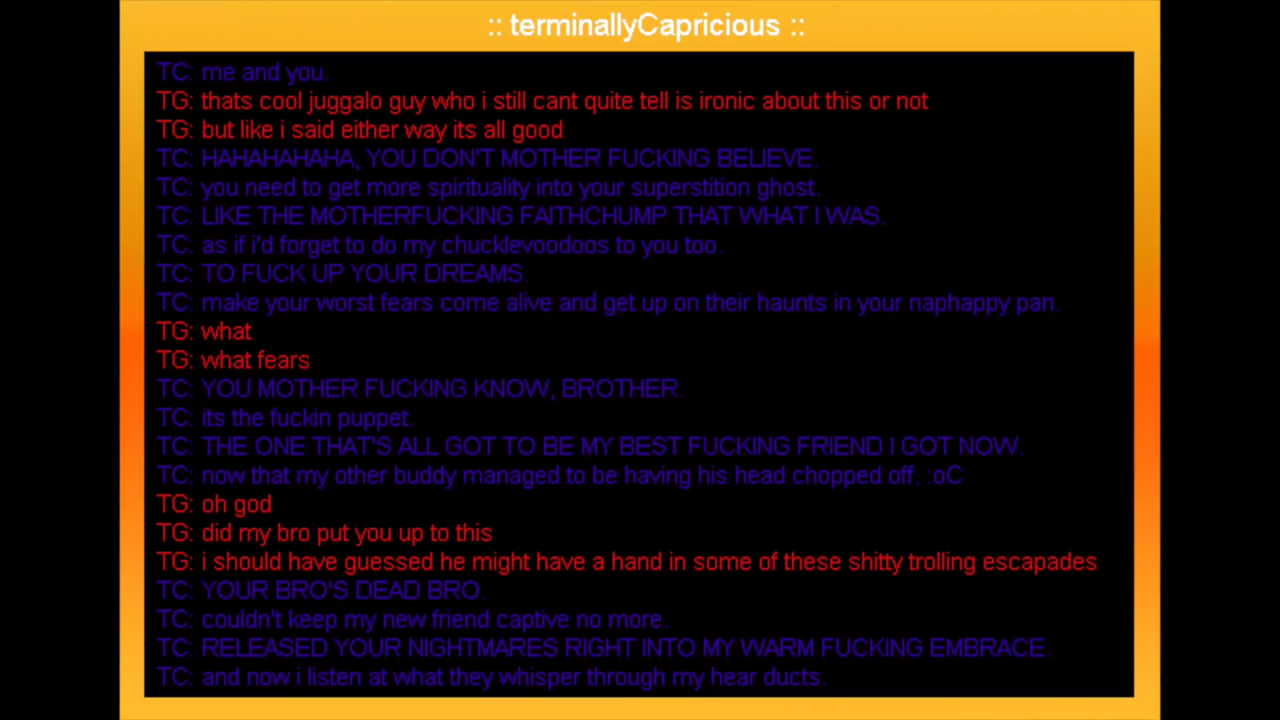 :: terminallyCapricious ::
TC: me and you.
TG: thats cool juggalo guy who i still cant quite tell is ironic about this or not
TG: but like i said either way its all good
TC: HAHAHAHAHA, YOU DON'T MOTHER FUCKING BELIEVE.
TC: you need to get more spirituality into your superstition ghost.
TC: LIKE THE MOTHERFUCKING FAITHCHUMP THAT WHAT I WAS.
TC: as if i'd forget to do my chucklevoodoos to you too.
TC: TO FUCK UP YOUR DREAMS.
TC: make your worst fears come alive and get up on their haunts in your naphappy pan.
TG: what
TG: what fears
TC: YOU MOTHER FUCKING KNOW, BROTHER.
TC: its the fuckin puppet.
TC: THE ONE THAT'S ALL GOT TO BE MY BEST FUCKING FRIEND I GOT NOW.
TC: now that my other buddy managed to be having his head chopped off. :oC
TG: oh god
TG: did my bro put you up to this
TG: i should have guessed he might have a hand in some of these shitty trolling escapades
TC: YOUR BRO'S DEAD BRO.
TC: couldn't keep my new friend captive no more.
TC: RELEASED YOUR NIGHTMARES RIGHT INTO MY WARM FUCKING EMBRACE.
TC: and now i listen at what they whisper through my hear ducts.